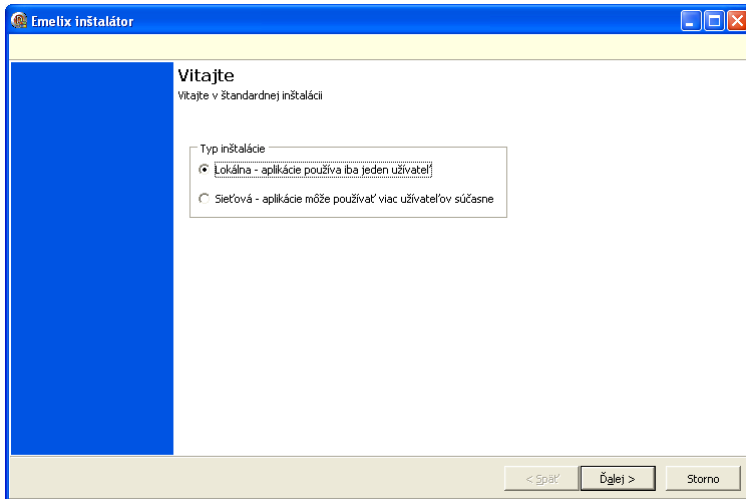 Emelix inštalátor
Vitajte
Vitajte v štandardnej inštalácii
Typ inštalácie
Lokálna - aplikácie používa iba jeden užívateľ
Sieťová - aplikácie môže používať viac užívateľov súčasne
< Späť
Ďalej >
Storno